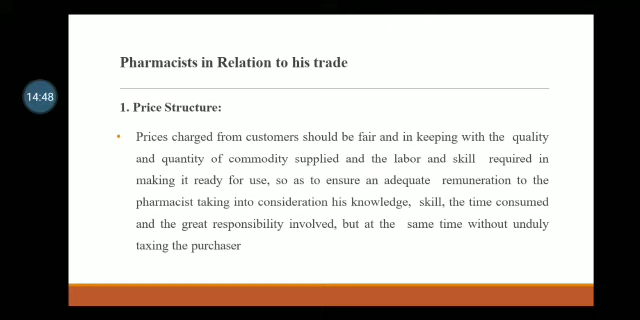 Pharmacists in Relation to his trade
14:48
1. Price Structure:
• Prices charged from customers should be fair and in keeping with the quality
and quantity of commodity supplied and the labor and skill required in
making it ready for use, so as to ensure an adequate remuneration to the
pharmacist taking into consideration his knowledge, skill, the time consumed
and the great responsibility involved, but at the same time without unduly
taxing the purchaser